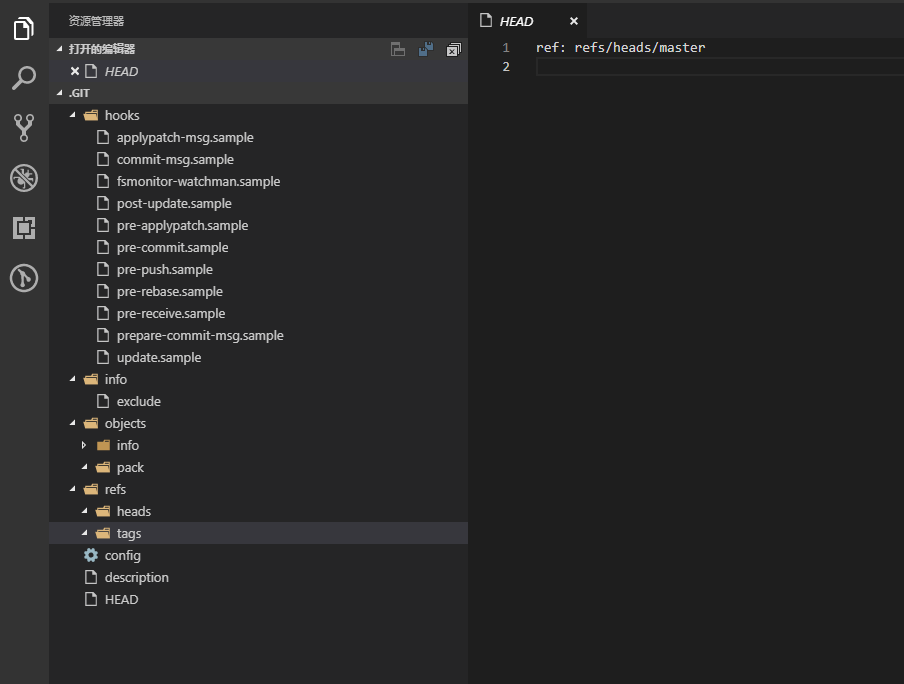 资源管理器
打开的编辑器
HEAD
.GIT
hooks
applypatch-msg.sample
commit-msg.sample
fsmonitor-watchman.sample
post-update.sample
pre-applypatch.sample
pre-commit.sample
pre-push.sample
pre-rebase.sample
pre-receive.sample
prepare-commit-msg.sample
update.sample
info
exclude
objects
info
pack
refs
heads
tags
config
description
HEAD
HEAD
1 ref: refs/heads/master
2